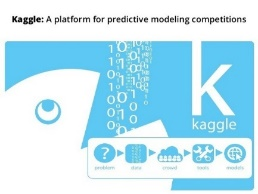 Kaggle: A platform for predictive modeling competitions
k
kaggle
?
problem
data
crowd
tools
models